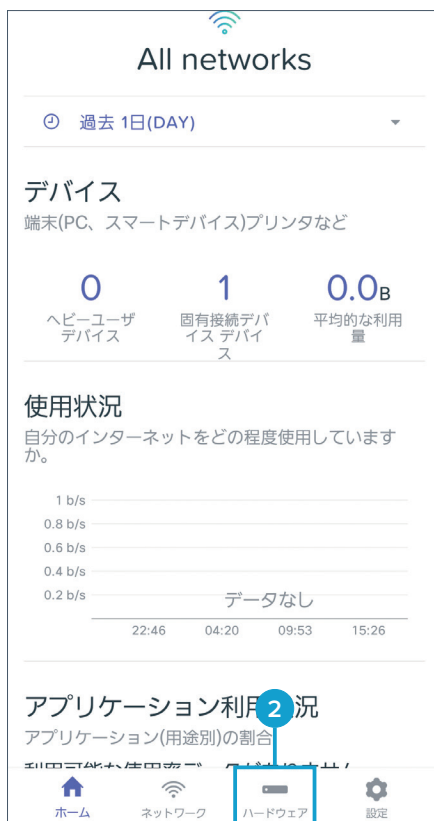 All networks
過去 1日(DAY)
デバイス
端末(PC、スマートデバイス)プリンタなど
0
1
0.0B
ヘビーユーザ
デバイス
固有接続デバ
イス デバイ
ス
平均的な利用
量
使用状況
自分のインターネットをどの程度使用しています
か。
1 b/s
0.8 b/s
0.6 b/s
0.4 b/s
0.2 b/s
データなし
22:46 04:20 09:53 15:26
アプリケーション利用 況
2
アプリケーション(用途別)の割合
ホーム
ネットワーク
ハードウェア
設定